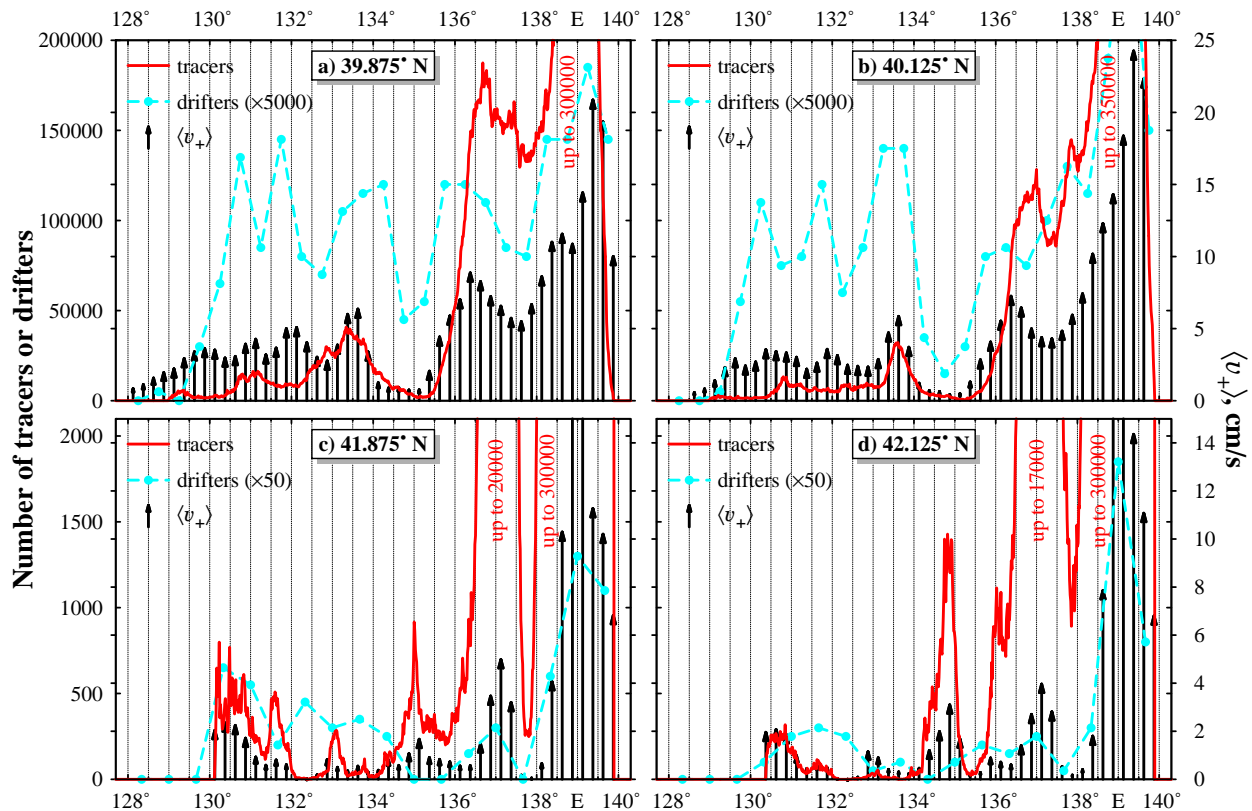 128° 130° 132° 134° 136° 138° E 140° 128° 130° 132° 134° 136° 138° E 140°
200000
150000
100000
50000
0
Number of tracers or drifters
a) 39.875° N
tracers
drifters (×5000)
⟨v₊⟩
up to 300000
b) 40.125° N
tracers
drifters (×5000)
⟨v₊⟩
up to 350000
25
20
15
10
5
0
⟨v₊⟩, cm/s
2000
1500
1000
500
0
c) 41.875° N
tracers
drifters (×50)
⟨v₊⟩
up to 20000
up to 300000
d) 42.125° N
tracers
drifters (×50)
⟨v₊⟩
up to 17000
up to 300000
14
12
10
8
6
4
2
0
128° 130° 132° 134° 136° 138° E 140° 128° 130° 132° 134° 136° 138° E 140°